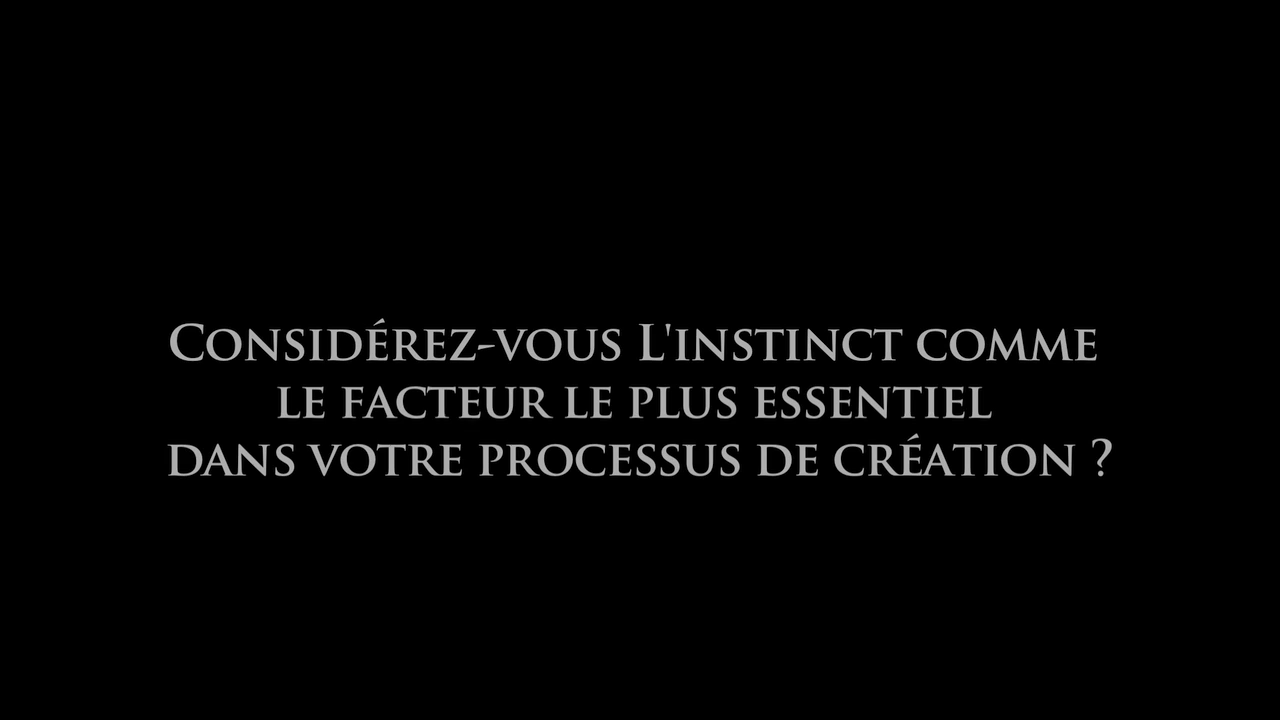 Considérez-vous L'instinct comme
le facteur le plus essentiel
dans votre processus de création ?